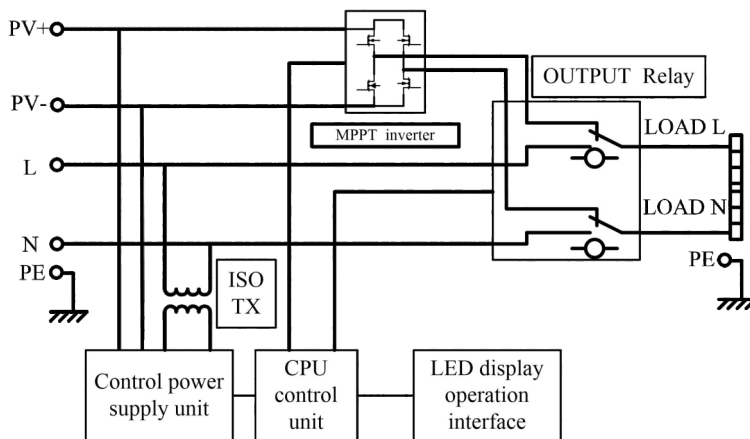 PV+
PV-
L
N
PE
MPPT inverter
OUTPUT Relay
LOAD L
LOAD N
PE
ISO
TX
Control power
supply unit
CPU
control
unit
LED display
operation
interface